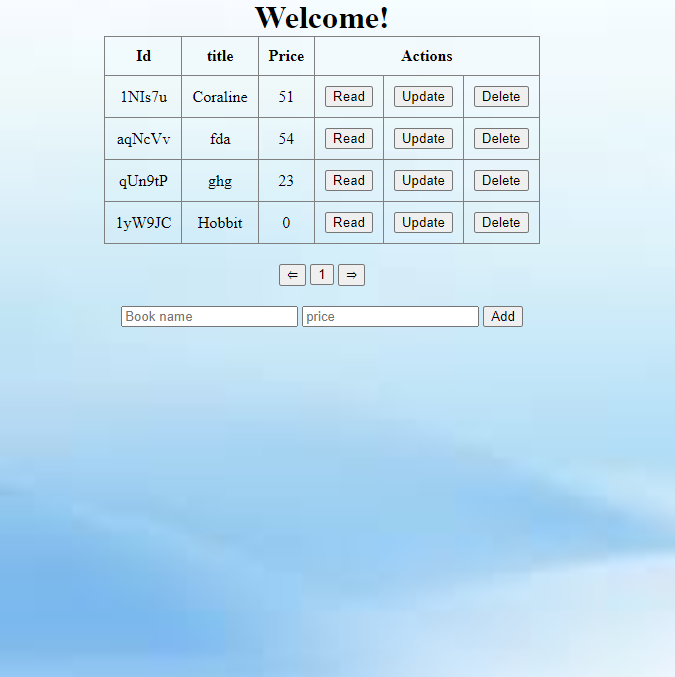 Welcome!
Id title Price Actions
1NIs7u Coraline 51 Read Update Delete
aqNcVv fda 54 Read Update Delete
qUn9tP ghg 23 Read Update Delete
1yW9JC Hobbit 0 Read Update Delete
⇐ 1 ⇒
Book name price Add